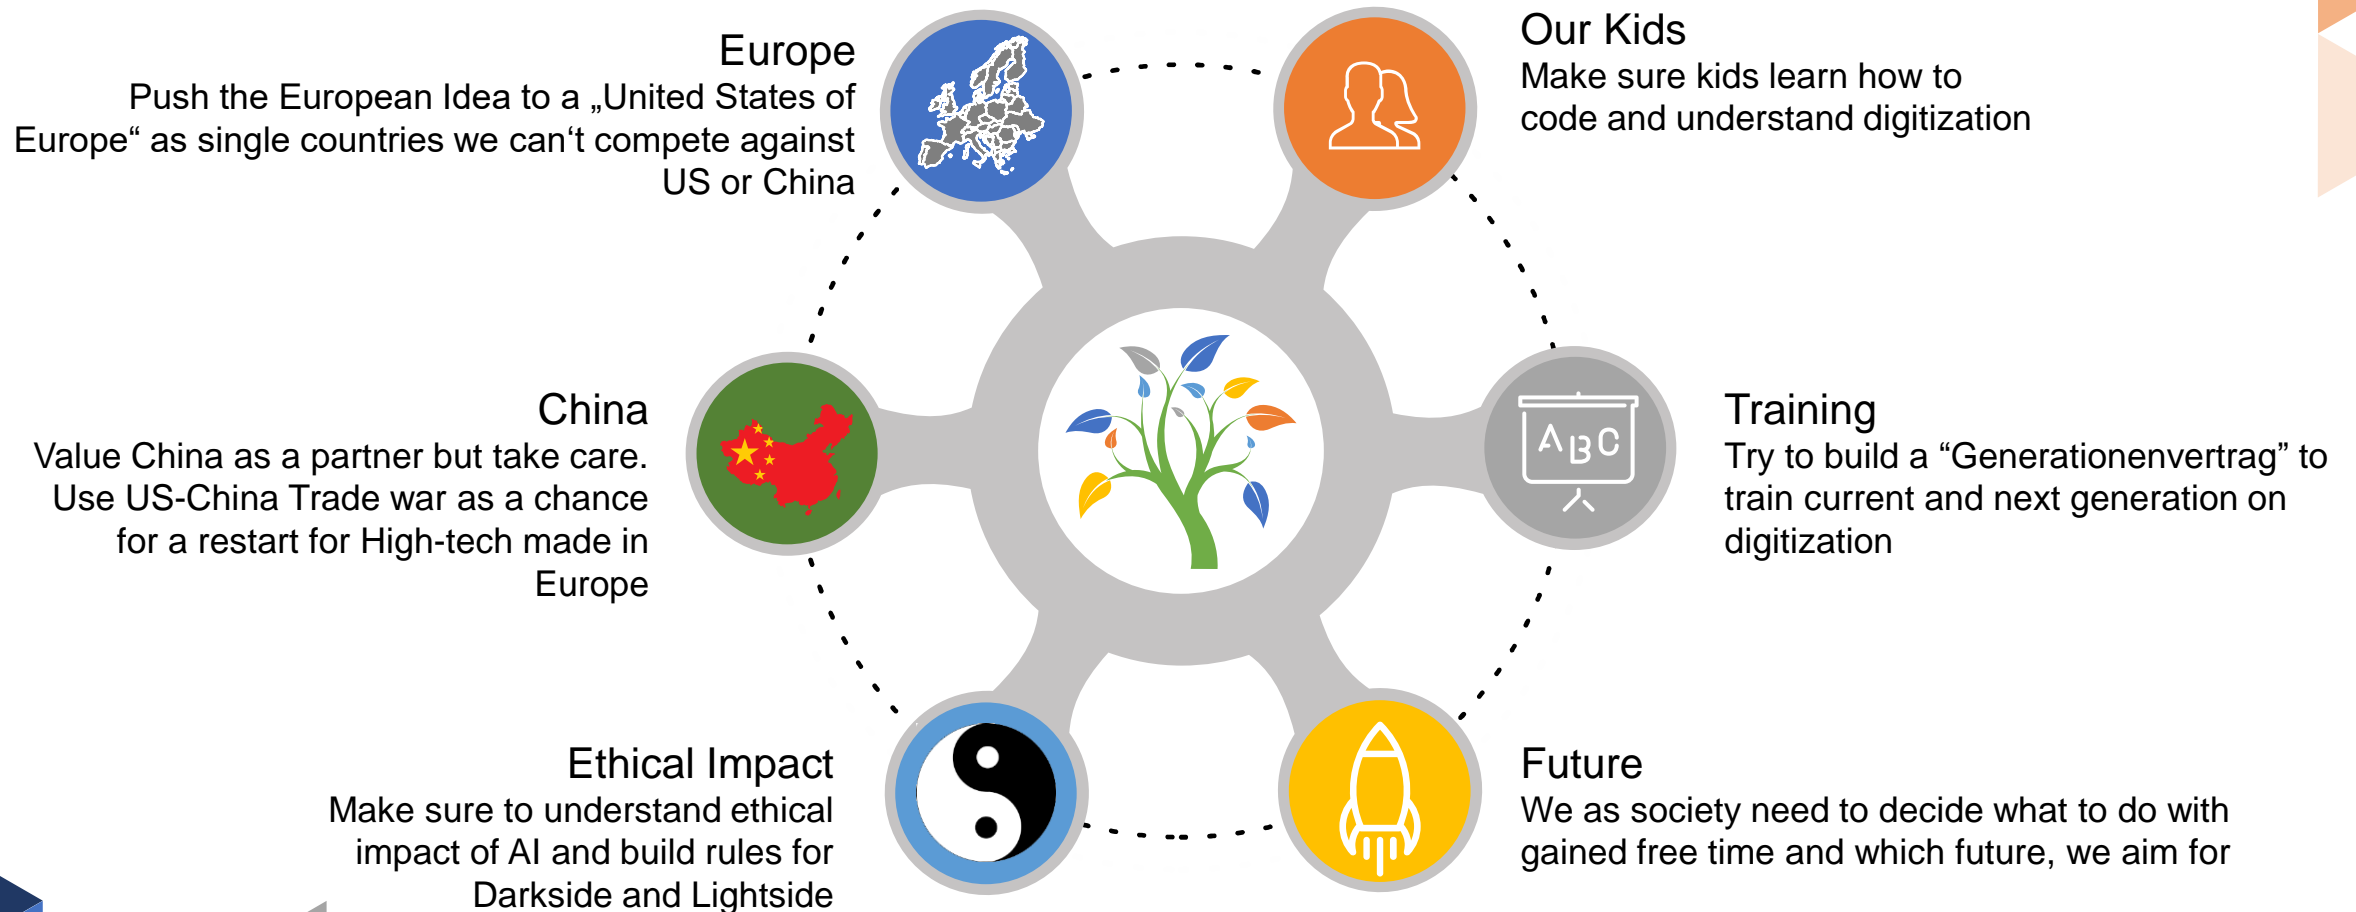 Europe
Push the European Idea to a „United States of
Europe“ as single countries we can‘t compete against
US or China
Our Kids
Make sure kids learn how to
code and understand digitization
China
Value China as a partner but take care.
Use US-China Trade war as a chance
for a restart for High-tech made in
Europe
ABC
Training
Try to build a “Generationenvertrag” to
train current and next generation on
digitization
Ethical Impact
Make sure to understand ethical
impact of AI and build rules for
Darkside and Lightside
Future
We as society need to decide what to do with
gained free time and which future, we aim for